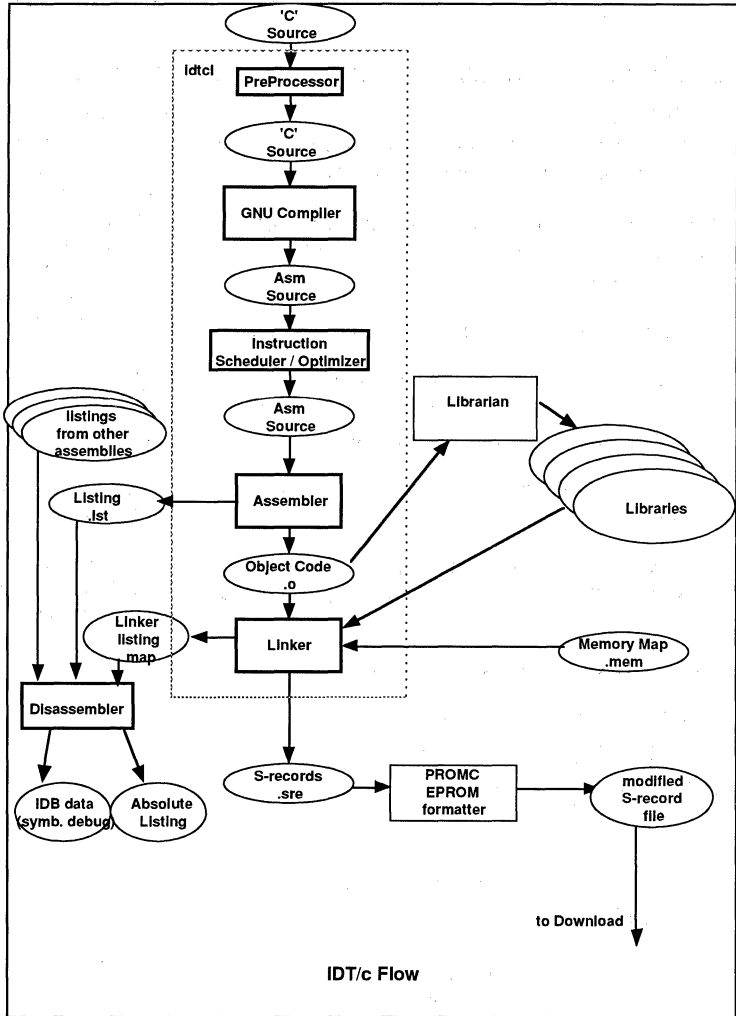 'C'
Source
idtcl
PreProcessor
'C'
Source
GNU Compiler
Asm
Source
Instruction
Scheduler / Optimizer
Librarian
listings
from other
assemblies
Asm
Source
Libraries
Listing
.lst
Assembler
Object Code
.o
Linker
listing
map
Linker
Memory Map
.mem
Disassembler
S-records
.sre
PROMC
EPROM
formatter
modified
S-record
file
IDB data
(symb. debug)
Absolute
Listing
to Download
IDT/c Flow